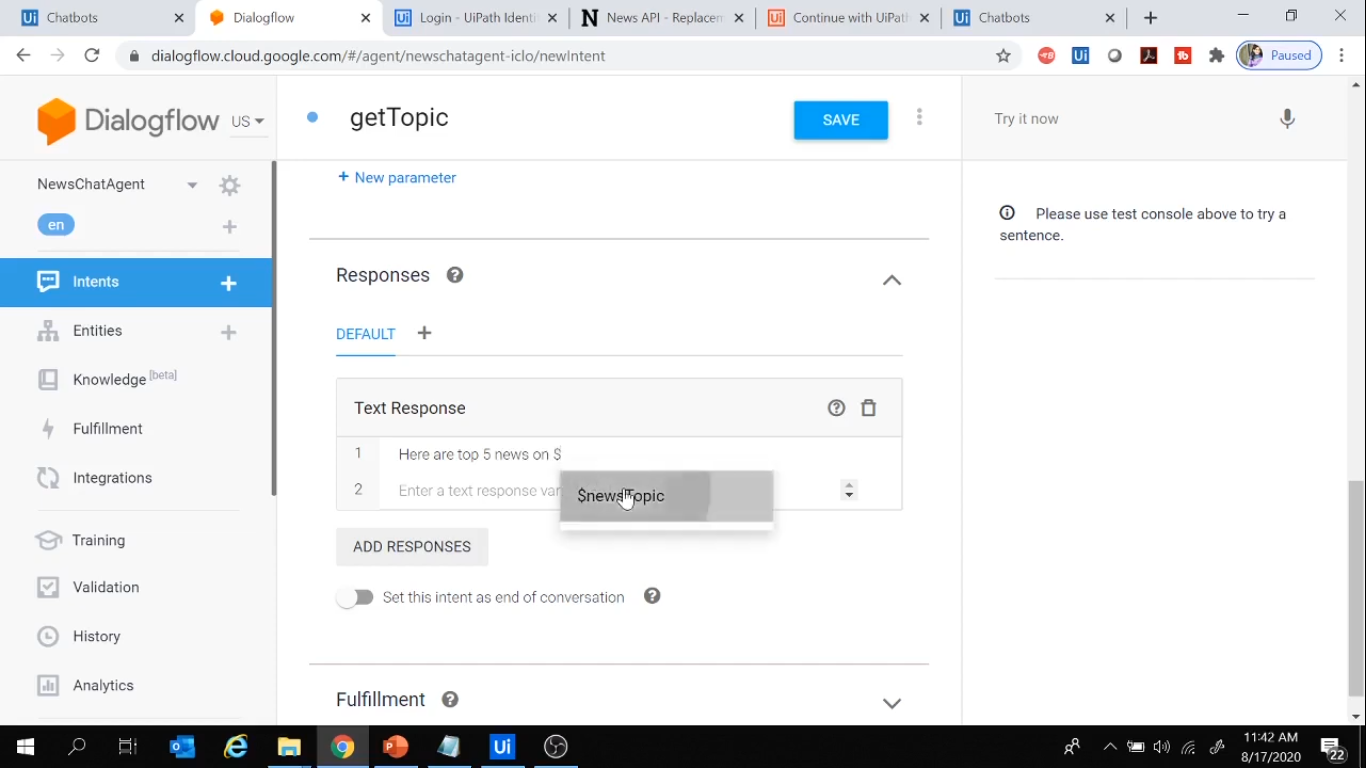 Chatbots
Dialogflow
Login - UiPath Identi
News API - Replacem
Continue with UiPath
Chatbots
dialogflow.cloud.google.com/#/agent/newschatagent-iclo/newIntent
Paused
Dialogflow
US
getTopic
SAVE
Try it now
NewsChatAgent
en
+ New parameter
Please use test console above to try a
sentence.
Intents
Responses
Entities
DEFAULT
Knowledge [beta]
Text Response
Fulfillment
1 Here are top 5 news on $
2 Enter a text response var
$newsTopic
Integrations
Training
ADD RESPONSES
Validation
Set this intent as end of conversation
History
Analytics
Fulfillment
11:42 AM
8/17/2020
22